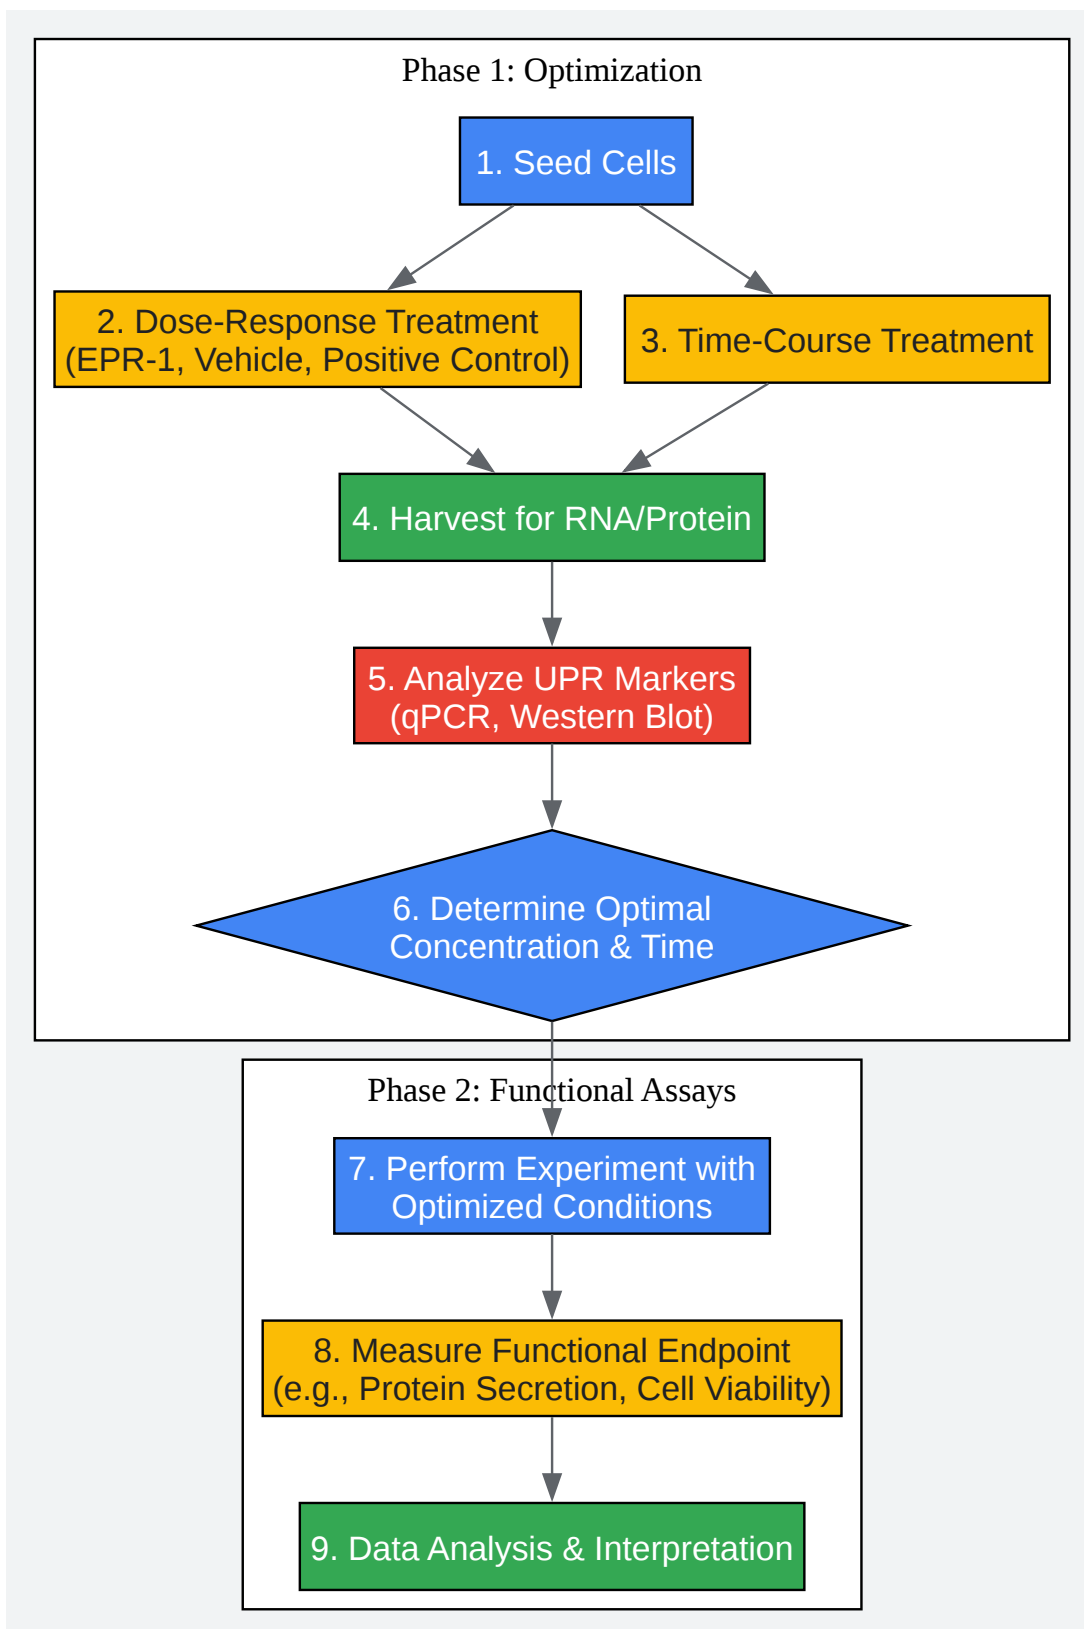 Phase 1: Optimization
1. Seed Cells
2. Dose-Response Treatment
(EPR-1, Vehicle, Positive Control)
3. Time-Course Treatment
4. Harvest for RNA/Protein
5. Analyze UPR Markers
(qPCR, Western Blot)
6. Determine Optimal
Concentration & Time
Phase 2: Functional Assays
7. Perform Experiment with
Optimized Conditions
8. Measure Functional Endpoint
(e.g., Protein Secretion, Cell Viability)
9. Data Analysis & Interpretation